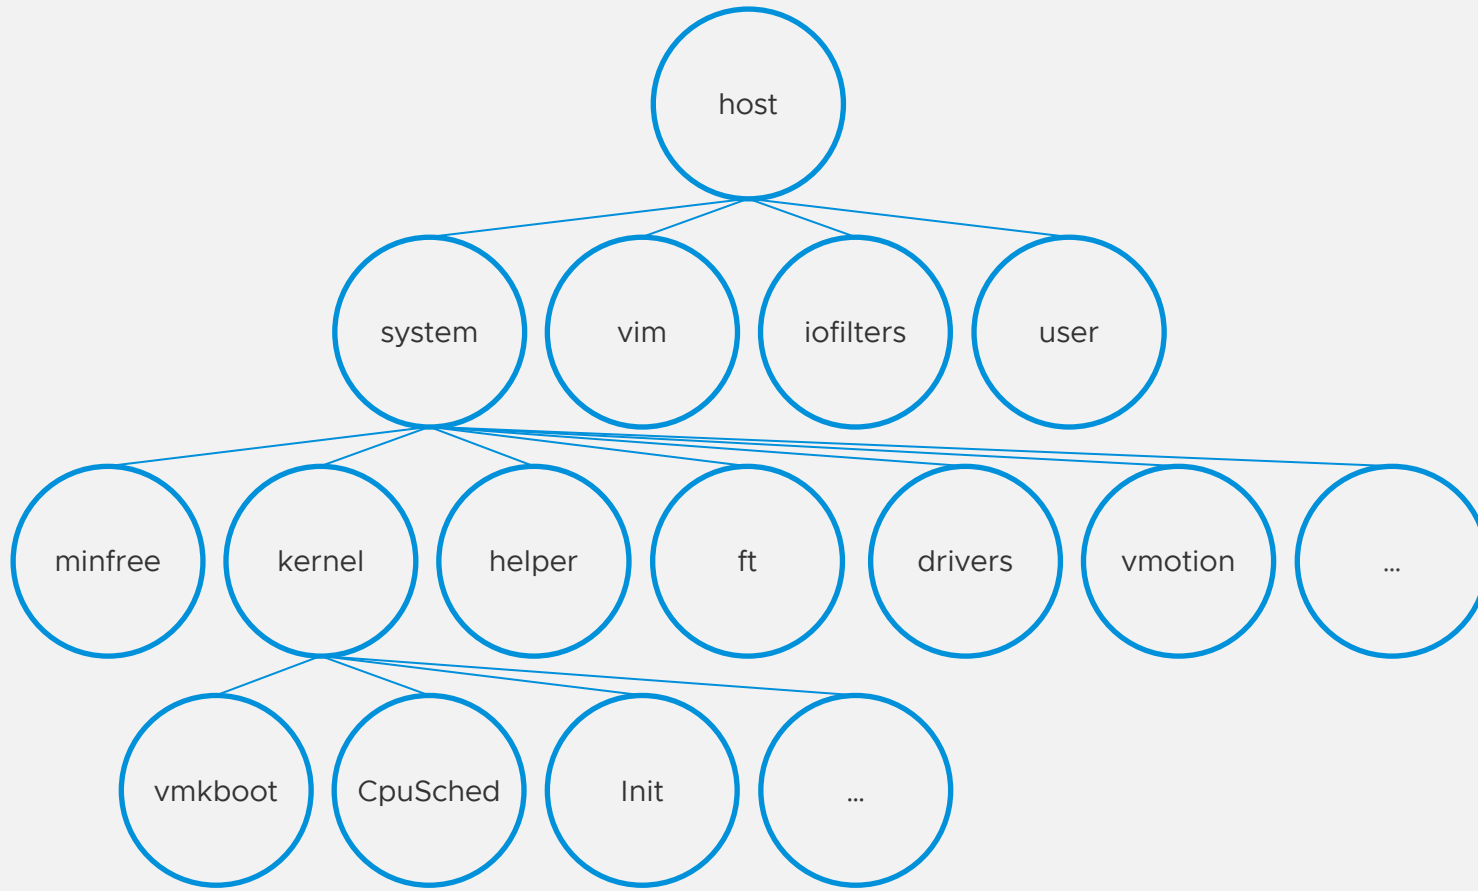 host
system
vim
iofilters
user
minfree
kernel
helper
ft
drivers
vmotion
...
vmkboot
CpuSched
Init
...